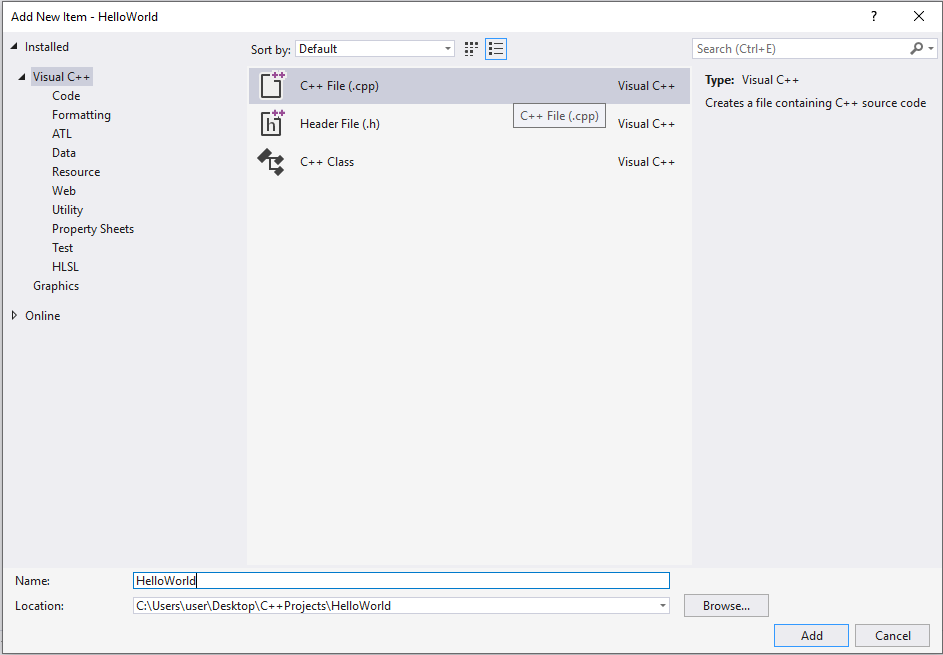 Add New Item - HelloWorld
?
Installed
Visual C++
Code
Formatting
ATL
Data
Resource
Web
Utility
Property Sheets
Test
HLSL
Graphics
Online
Sort by: Default
C++ File (.cpp) Visual C++
C++ File (.cpp)
Header File (.h) Visual C++
C++ Class Visual C++
Search (Ctrl+E)
Type: Visual C++
Creates a file containing C++ source code
Name: HelloWorld
Location: C:\Users\user\Desktop\C++Projects\HelloWorld
Browse...
Add Cancel